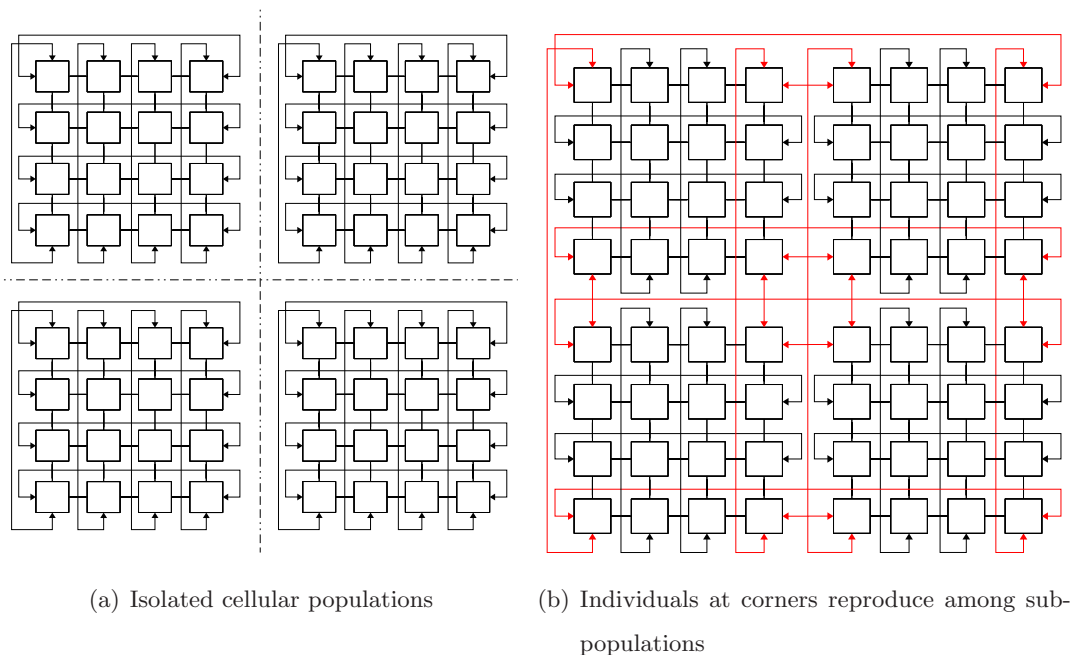 (a) Isolated cellular populations
(b) Individuals at corners reproduce among sub-
populations